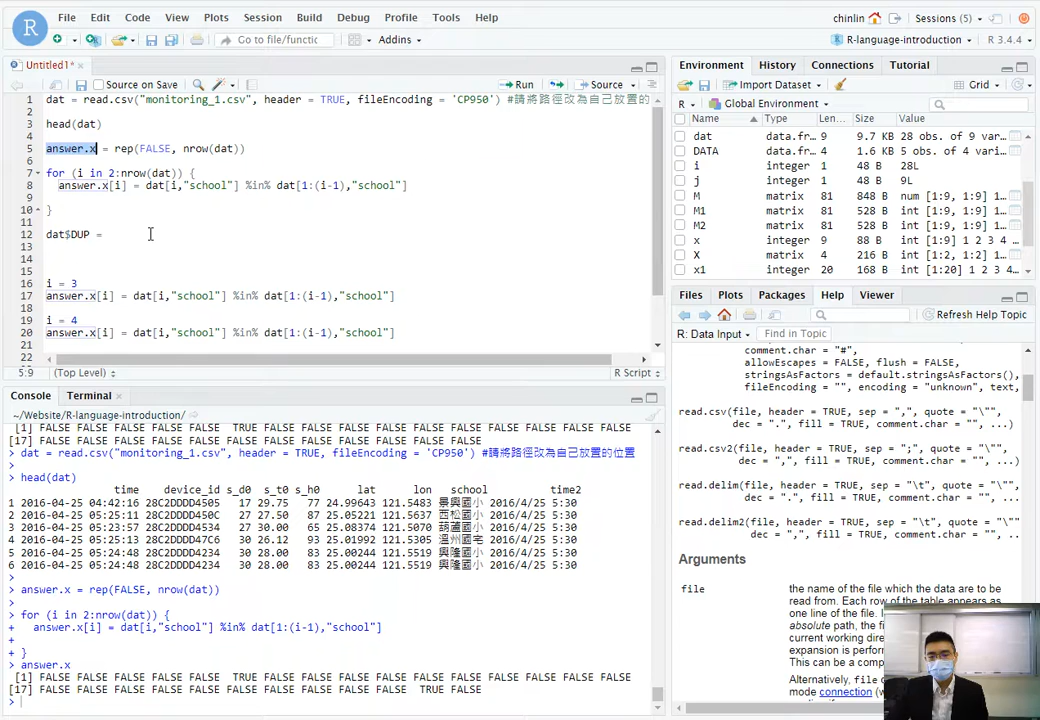 File Edit Code View Plots Session Build Debug Profile Tools Help
chinlin Sessions (5)
Go to file/functic Addins
R-language-introduction R 3.4.4
Untitled1*
Source on Save Run Source
1 dat = read.csv("monitoring_1.csv", header = TRUE, fileEncoding = 'CP950') #請將路徑改為自己放置的
2
3 head(dat)
4
5 answer.x = rep(FALSE, nrow(dat))
6
7 for (i in 2:nrow(dat)) {
8 answer.x[i] = dat[i,"school"] %in% dat[1:(i-1),"school"]
9
10 }
11
12 dat$DUP =
13
14
15
16 i = 3
17 answer.x[i] = dat[i,"school"] %in% dat[1:(i-1),"school"]
18
19 i = 4
20 answer.x[i] = dat[i,"school"] %in% dat[1:(i-1),"school"]
21
22
5:9 (Top Level) R Script
Console Terminal
~/Website/R-language-introduction/
[1] FALSE FALSE FALSE FALSE FALSE TRUE FALSE FALSE FALSE FALSE FALSE FALSE FALSE FALSE FALSE FALSE
[17] FALSE FALSE FALSE FALSE FALSE FALSE FALSE FALSE FALSE FALSE TRUE FALSE
> dat = read.csv("monitoring_1.csv", header = TRUE, fileEncoding = 'CP950') #請將路徑改為自己放置的位置
>
> head(dat)
time device_id s_d0 s_t0 s_h0 lat lon school time2
1 2016-04-25 04:42:16 28C2DDDD4505 17 29.75 77 24.99643 121.5483 景興國小 2016/4/25 5:30
2 2016-04-25 05:25:11 28C2DDDD450C 17 27.50 87 25.05221 121.5637 西松國小 2016/4/25 5:30
3 2016-04-25 05:23:57 28C2DDDD4534 27 30.00 65 25.08374 121.5070 葫蘆國小 2016/4/25 5:30
4 2016-04-25 05:25:13 28C2DDDD47C6 30 26.12 93 25.01992 121.5305 溫州國宅 2016/4/25 5:30
5 2016-04-25 05:24:48 28C2DDDD4234 30 28.00 83 25.00244 121.5519 興隆國小 2016/4/25 5:30
6 2016-04-25 05:24:48 28C2DDDD4234 30 28.00 83 25.00244 121.5519 興隆國小 2016/4/25 5:30
>
> answer.x = rep(FALSE, nrow(dat))
>
> for (i in 2:nrow(dat)) {
+ answer.x[i] = dat[i,"school"] %in% dat[1:(i-1),"school"]
+
+ }
> answer.x
[1] FALSE FALSE FALSE FALSE FALSE TRUE FALSE FALSE FALSE FALSE FALSE FALSE FALSE FALSE FALSE FALSE
[17] FALSE FALSE FALSE FALSE FALSE FALSE FALSE FALSE FALSE FALSE TRUE FALSE
>
Environment History Connections Tutorial
Import Dataset Grid
R Global Environment
Name Type Len... Size Value
dat data.fr... 9 9.7 KB 28 obs. of 9 var...
DATA data.fr... 4 1.6 KB 5 obs. of 4 varia...
i integer 1 48 B 28L
j integer 1 48 B 9L
M matrix 81 848 B num [1:9, 1:9] 1...
M1 matrix 81 528 B int [1:9, 1:9] 1...
M2 matrix 81 528 B int [1:9, 1:9] 1...
x integer 9 88 B int [1:9] 1 2 3 4 ...
X matrix 4 216 B int [1:2, 1:2] 1...
x1 integer 20 168 B int [1:20] 1 2 3 4...
Files Plots Packages Help Viewer
Refresh Help Topic
R: Data Input Find in Topic
comment.char = "#",
allowEscapes = FALSE, flush = FALSE,
stringsAsFactors = default.stringsAsFactors(),
fileEncoding = "", encoding = "unknown", text,
read.csv(file, header = TRUE, sep = ",", quote = "\"",
dec = ".", fill = TRUE, comment.char = "", ...)
read.csv2(file, header = TRUE, sep = ";", quote = "\"",
dec = ",", fill = TRUE, comment.char = "", ...)
read.delim(file, header = TRUE, sep = "\t", quote = "\"",
dec = ".", fill = TRUE, comment.char = "", ...)
read.delim2(file, header = TRUE, sep = "\t", quote = "\"",
dec = ",", fill = TRUE, comment.char = "", ...)
Arguments
file the name of the file which the data are to be
read from. Each row of the table appears as
one line of the file. I
absolute path, the fi
current working dire
expansion is perforn
This can be a comp
Alternatively, file c
mode connection (w